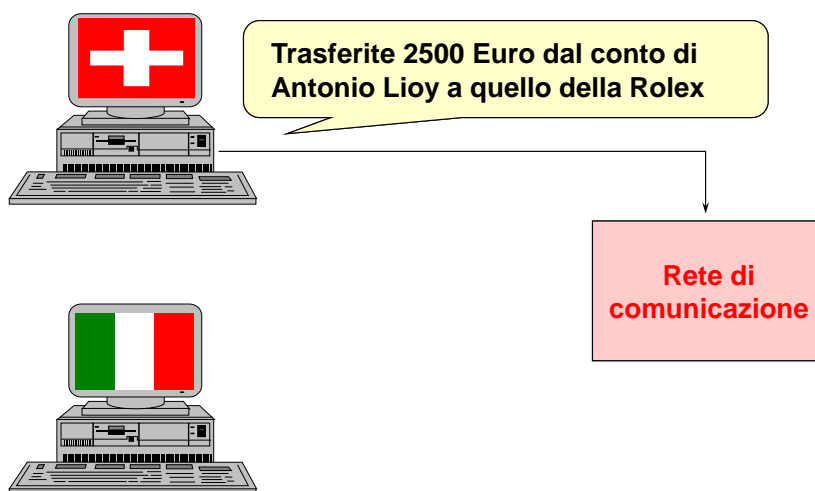 Trasferite 2500 Euro dal conto di
Antonio Lioy a quello della Rolex
Rete di
comunicazione